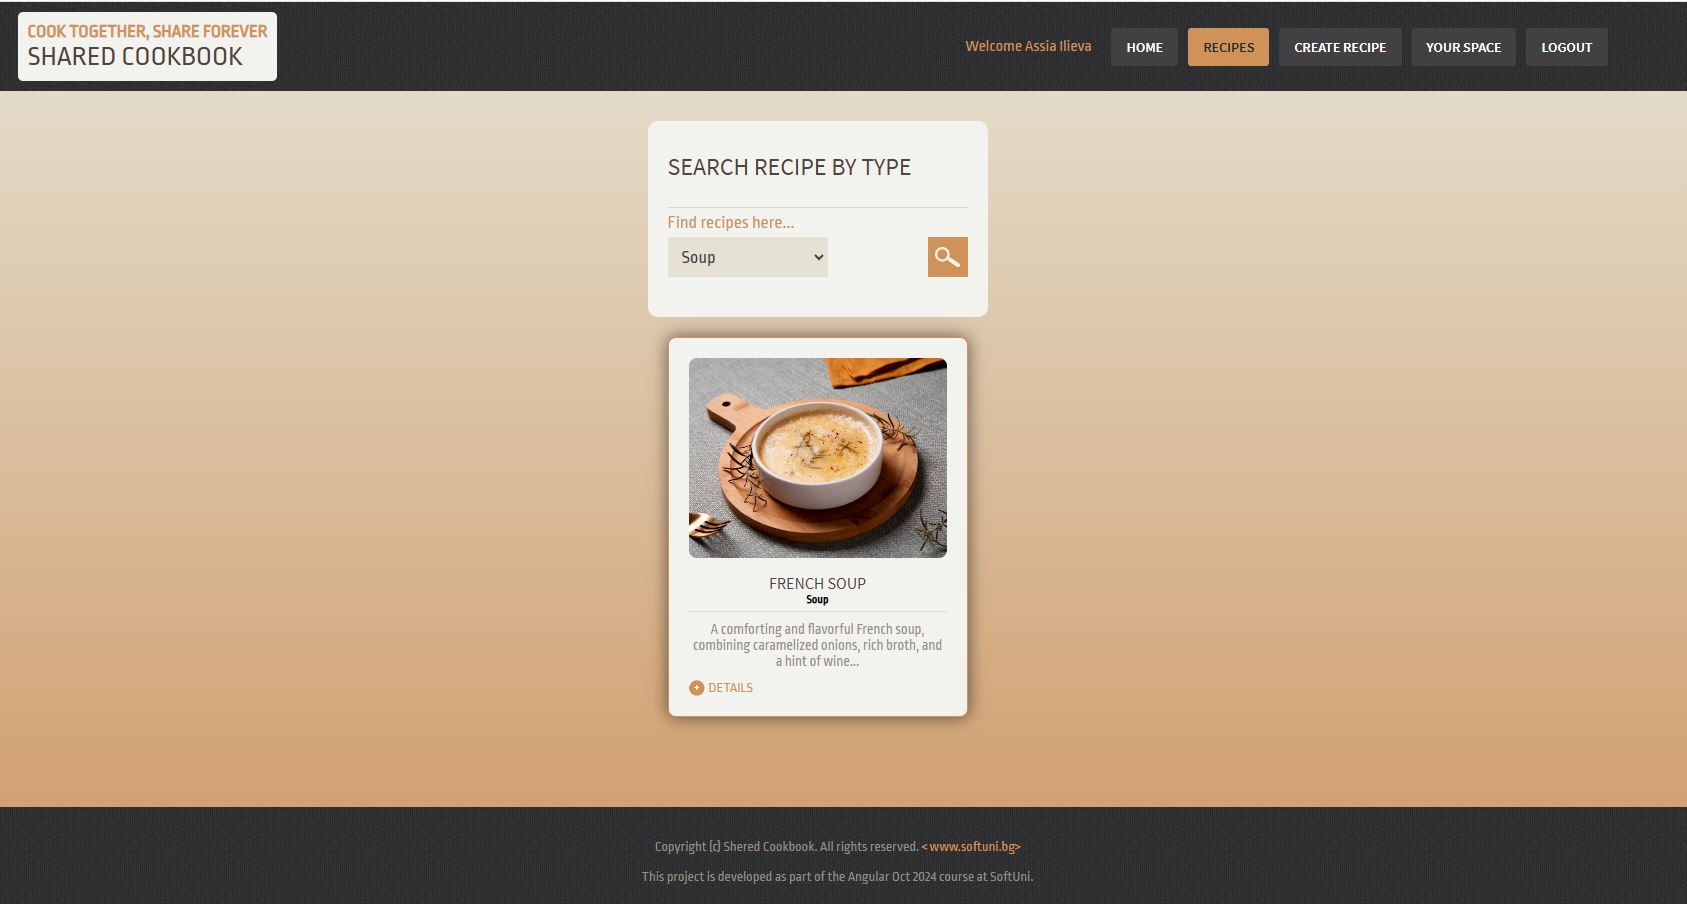 COOK TOGETHER, SHARE FOREVER
SHARED COOKBOOK
Welcome Assia Ilieva
HOME
RECIPES
CREATE RECIPE
YOUR SPACE
LOGOUT
SEARCH RECIPE BY TYPE
Find recipes here...
Soup
FRENCH SOUP
Soup
A comforting and flavorful French soup,
combining caramelized onions, rich broth, and
a hint of wine...
DETAILS
Copyright (c) Shered Cookbook. All rights reserved. < www.softuni.bg>
This project is developed as part of the Angular Oct 2024 course at SoftUni.